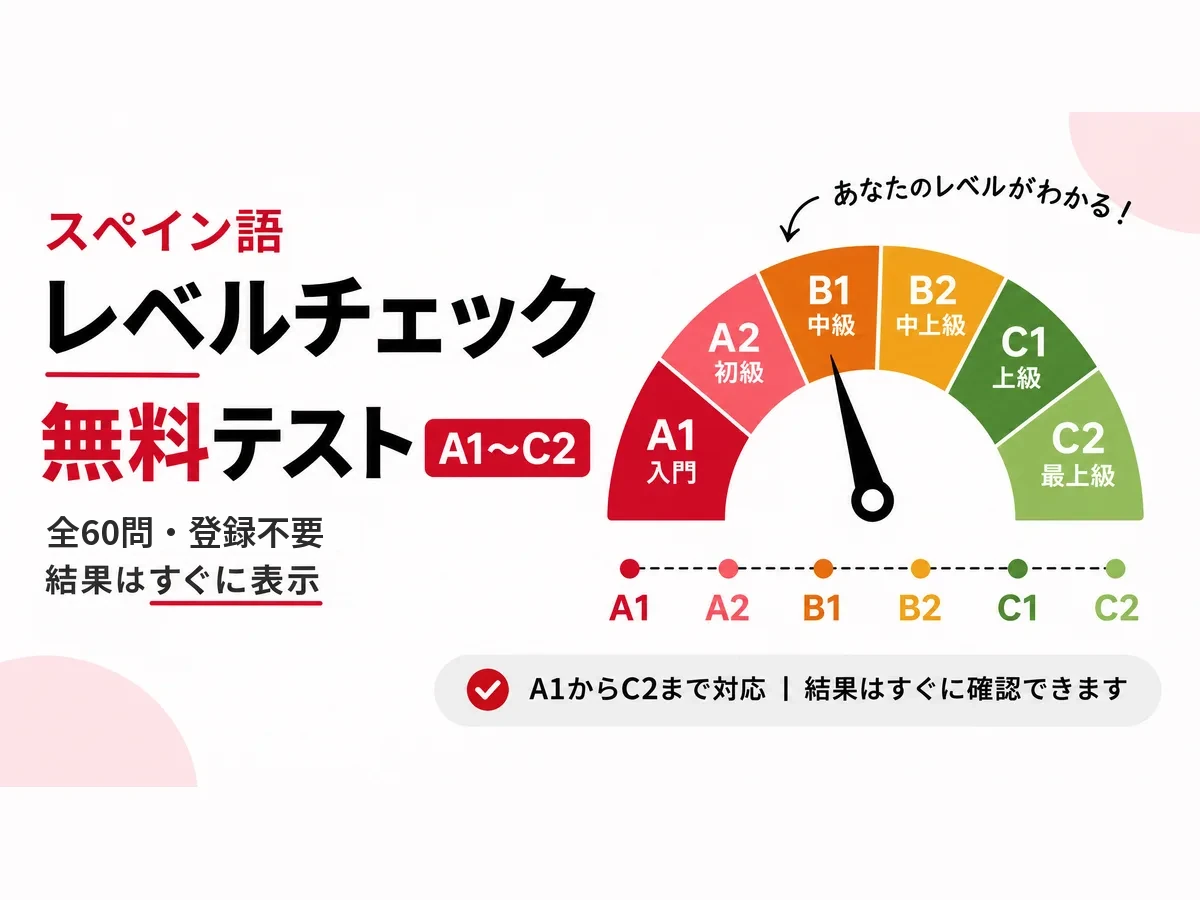 スペイン語
レベルチェック
無料テスト
A1〜C2
全60問・登録不要
結果はすぐに表示
あなたのレベルがわかる!
A1
入門
A2
初級
B1
中級
B2
中上級
C1
上級
C2
最上級
A1 A2 B1 B2 C1 C2
A1からC2まで対応 | 結果はすぐに確認できます